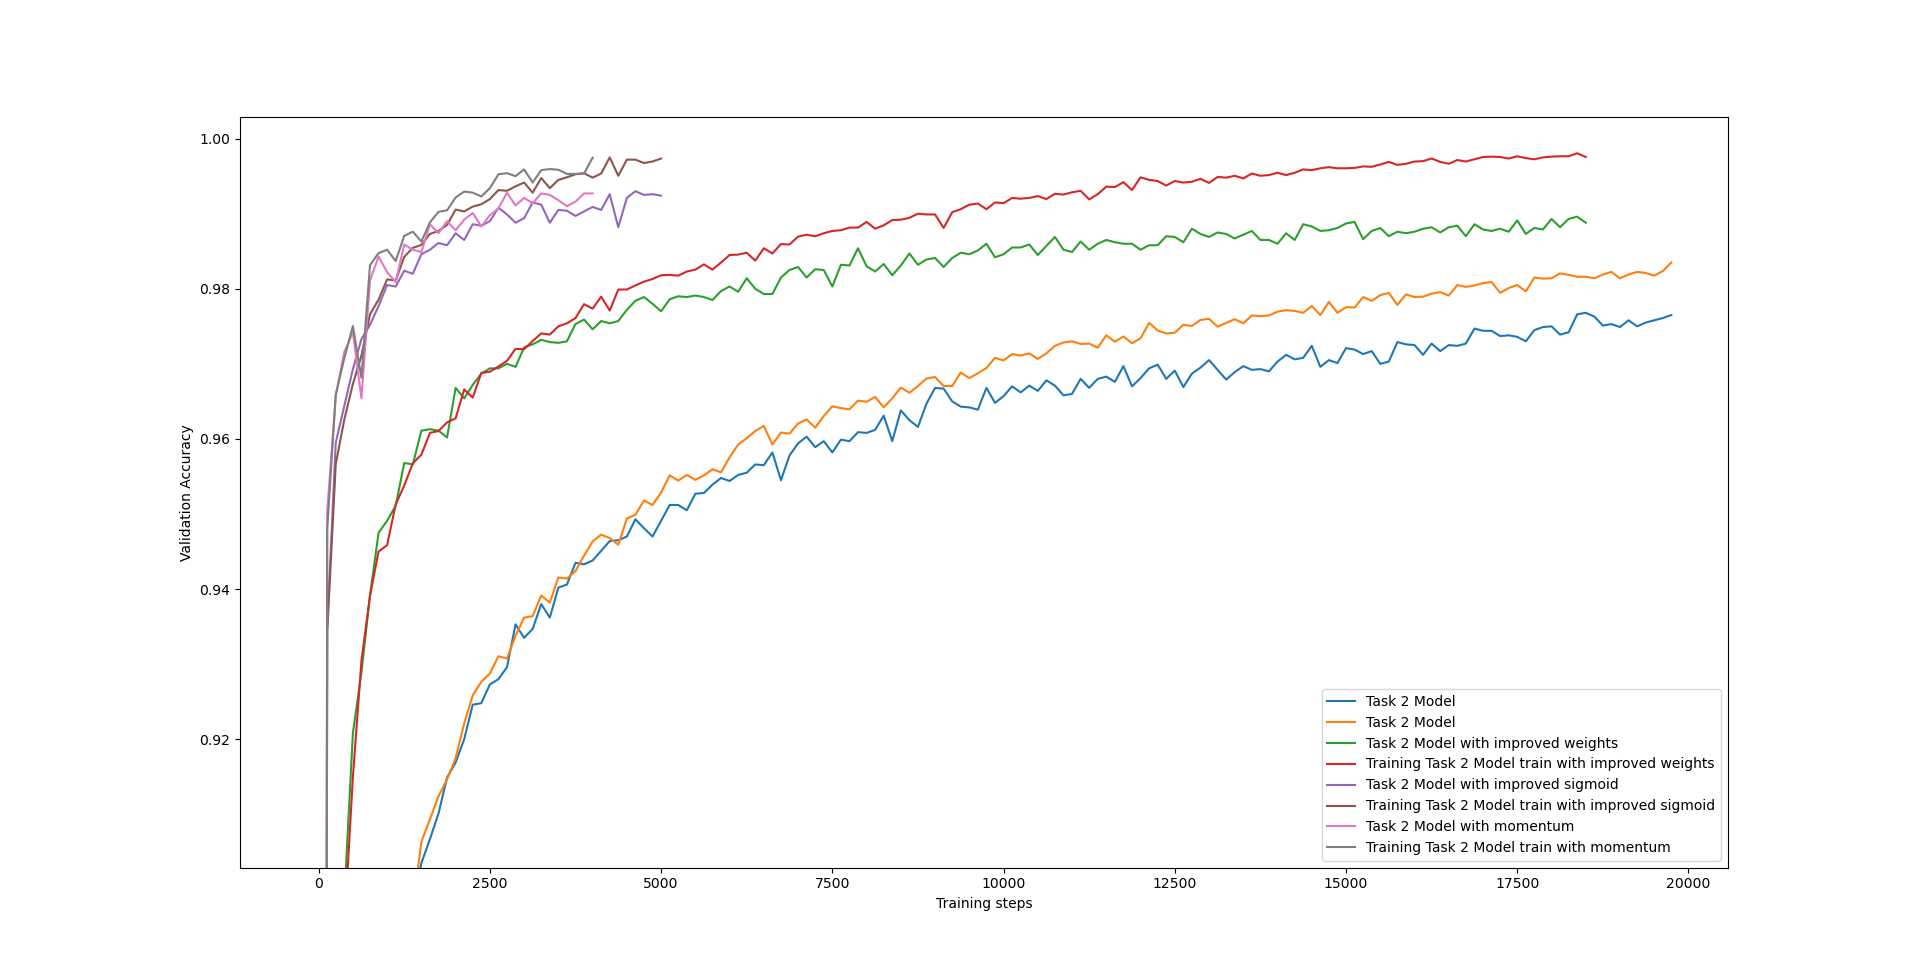 1.00
0.98
0.96
0.94
0.92
Validation Accuracy
0 2500 5000 7500 10000 12500 15000 17500 20000
Training steps
Task 2 Model
Task 2 Model
Task 2 Model with improved weights
Training Task 2 Model train with improved weights
Task 2 Model with improved sigmoid
Training Task 2 Model train with improved sigmoid
Task 2 Model with momentum
Training Task 2 Model train with momentum